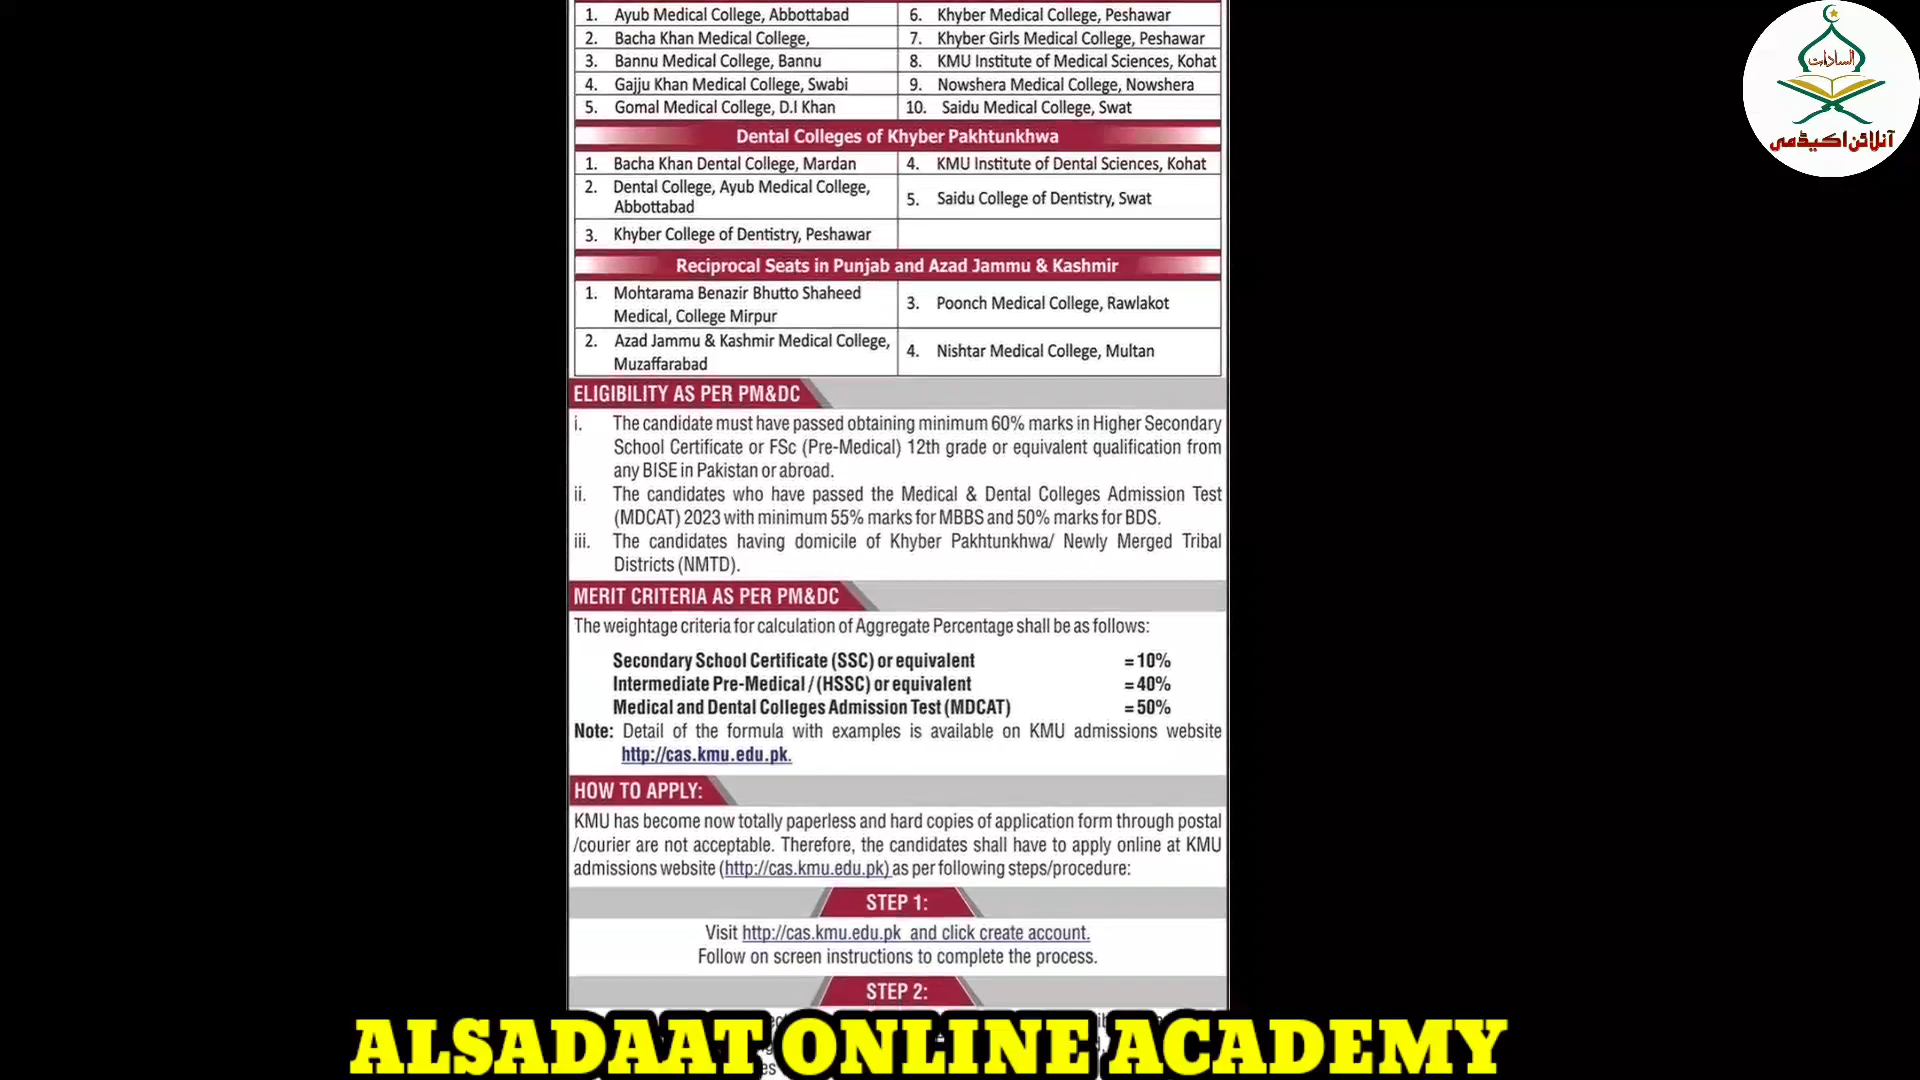 1. Ayub Medical College, Abbottabad
6. Khyber Medical College, Peshawar
2. Bacha Khan Medical College,
7. Khyber Girls Medical College, Peshawar
3. Bannu Medical College, Bannu
8. KMU Institute of Medical Sciences, Kohat
4. Gajju Khan Medical College, Swabi
9. Nowshera Medical College, Nowshera
5. Gomal Medical College, D.I Khan
10. Saidu Medical College, Swat
Dental Colleges of Khyber Pakhtunkhwa
1. Bacha Khan Dental College, Mardan
4. KMU Institute of Dental Sciences, Kohat
2. Dental College, Ayub Medical College,
Abbottabad
5. Saidu College of Dentistry, Swat
3. Khyber College of Dentistry, Peshawar
Reciprocal Seats in Punjab and Azad Jammu & Kashmir
1. Mohtarama Benazir Bhutto Shaheed
Medical, College Mirpur
3. Poonch Medical College, Rawlakot
2. Azad Jammu & Kashmir Medical College,
Muzaffarabad
4. Nishtar Medical College, Multan
ELIGIBILITY AS PER PM&DC
i. The candidate must have passed obtaining minimum 60% marks in Higher Secondary
School Certificate or FSc (Pre-Medical) 12th grade or equivalent qualification from
any BISE in Pakistan or abroad.
ii. The candidates who have passed the Medical & Dental Colleges Admission Test
(MDCAT) 2023 with minimum 55% marks for MBBS and 50% marks for BDS.
iii. The candidates having domicile of Khyber Pakhtunkhwa/ Newly Merged Tribal
Districts (NMTD).
MERIT CRITERIA AS PER PM&DC
The weightage criteria for calculation of Aggregate Percentage shall be as follows:
Secondary School Certificate (SSC) or equivalent = 10%
Intermediate Pre-Medical / (HSSC) or equivalent = 40%
Medical and Dental Colleges Admission Test (MDCAT) = 50%
Note: Detail of the formula with examples is available on KMU admissions website
http://cas.kmu.edu.pk.
HOW TO APPLY:
KMU has become now totally paperless and hard copies of application form through postal
/courier are not acceptable. Therefore, the candidates shall have to apply online at KMU
admissions website (http://cas.kmu.edu.pk) as per following steps/procedure:
STEP 1:
Visit http://cas.kmu.edu.pk and click create account.
Follow on screen instructions to complete the process.
STEP 2:
ALSADAAT ONLINE ACADEMY
السادات
آنلائن اکیڈمی